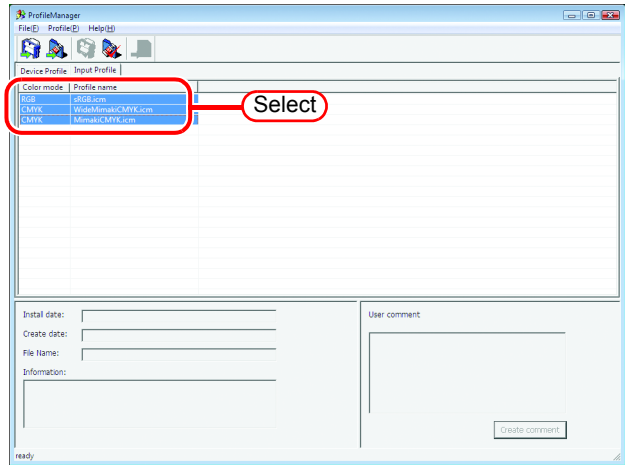 ProfileManager
File(F) Profile(P) Help(H)
Device Profile Input Profile
Color mode Profile name
RGB sRGB.icm
CMYK WideMimakiCMYK.icm
CMYK MimakiCMYK.icm
Select
Install date:
Create date:
File Name:
Information:
User comment
Create comment
ready